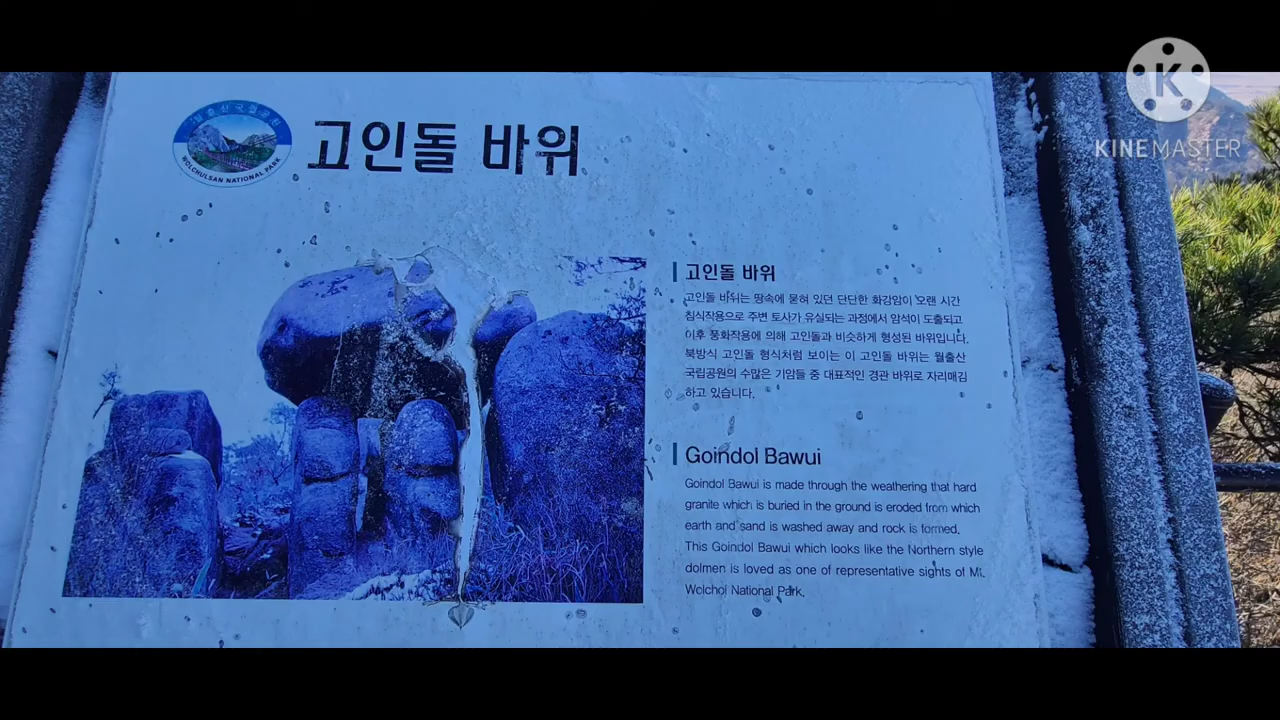 월출산국립공원
WOLCHULSAN NATIONAL PARK
고인돌 바위
KINEMASTER
고인돌 바위
고인돌 바위는 땅속에 묻혀 있던 단단한 화강암이 오랜 시간
침식작용으로 주변 토사가 유실되는 과정에서 암석이 도출되고
이후 풍화작용에 의해 고인돌과 비슷하게 형성된 바위입니다.
북방식 고인돌 형식처럼 보이는 이 고인돌 바위는 월출산
국립공원의 수많은 기암들 중 대표적인 경관 바위로 자리매김
하고 있습니다.
Goindol Bawui
Goindol Bawui is made through the weathering that hard
granite which is buried in the ground is eroded from which
earth and sand is washed away and rock is formed.
This Goindol Bawui which looks like the Northern style
dolmen is loved as one of representative sights of Mt.
Wolchol National Park.